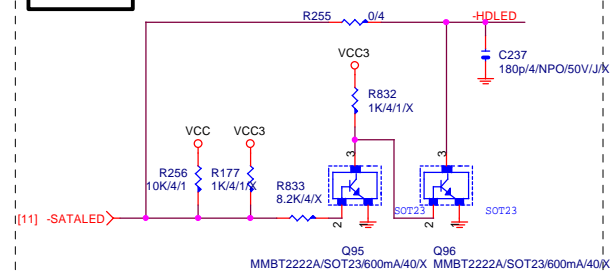 R255 0/4 -HDLED
C237
180p/4/NPO/50V/J/X
VCC3
R832
1K/4/1/X
VCC VCC3
R256 R177
10K/4/1 1K/4/1/X
R833
8.2K/4/X
3 3
[11] -SATALED
2 1 2 1
SOT23 SOT23
Q95 Q96
MMBT2222A/SOT23/600mA/40/X MMBT2222A/SOT23/600mA/40/X